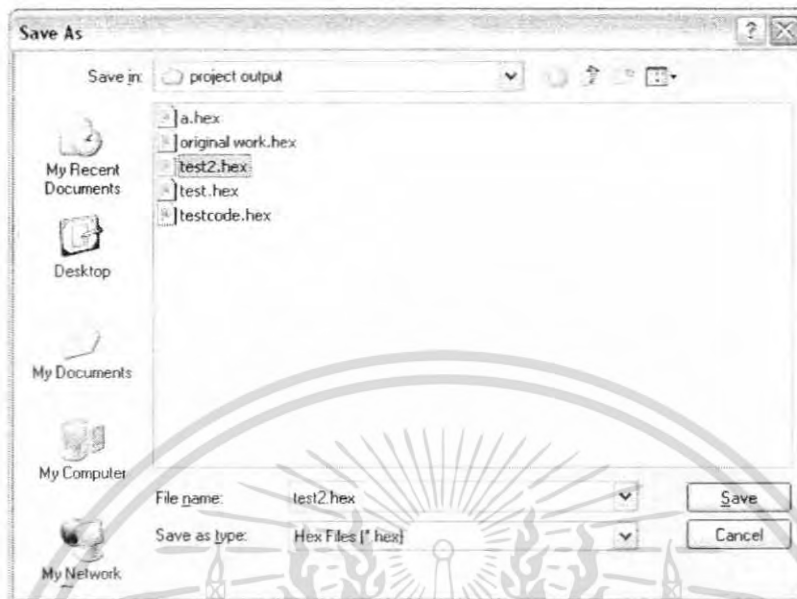 Save As
Save in: project output
a.hex
original work.hex
test2.hex
test.hex
testcode.hex
My Recent
Documents
Desktop
My Documents
My Computer
My Network
File name: test2.hex Save
Save as type: Hex Files (*.hex) Cancel